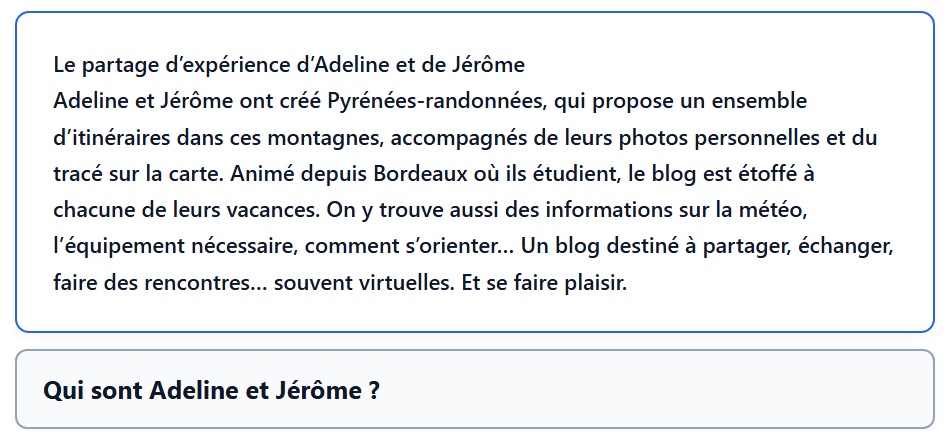 Le partage d’expérience d’Adeline et de Jérôme
Adeline et Jérôme ont créé Pyrénées-randonnées, qui propose un ensemble
d’itinéraires dans ces montagnes, accompagnés de leurs photos personnelles et du
tracé sur la carte. Animé depuis Bordeaux où ils étudient, le blog est étoffé à
chacune de leurs vacances. On y trouve aussi des informations sur la météo,
l’équipement nécessaire, comment s’orienter… Un blog destiné à partager, échanger,
faire des rencontres… souvent virtuelles. Et se faire plaisir.
Qui sont Adeline et Jérôme ?